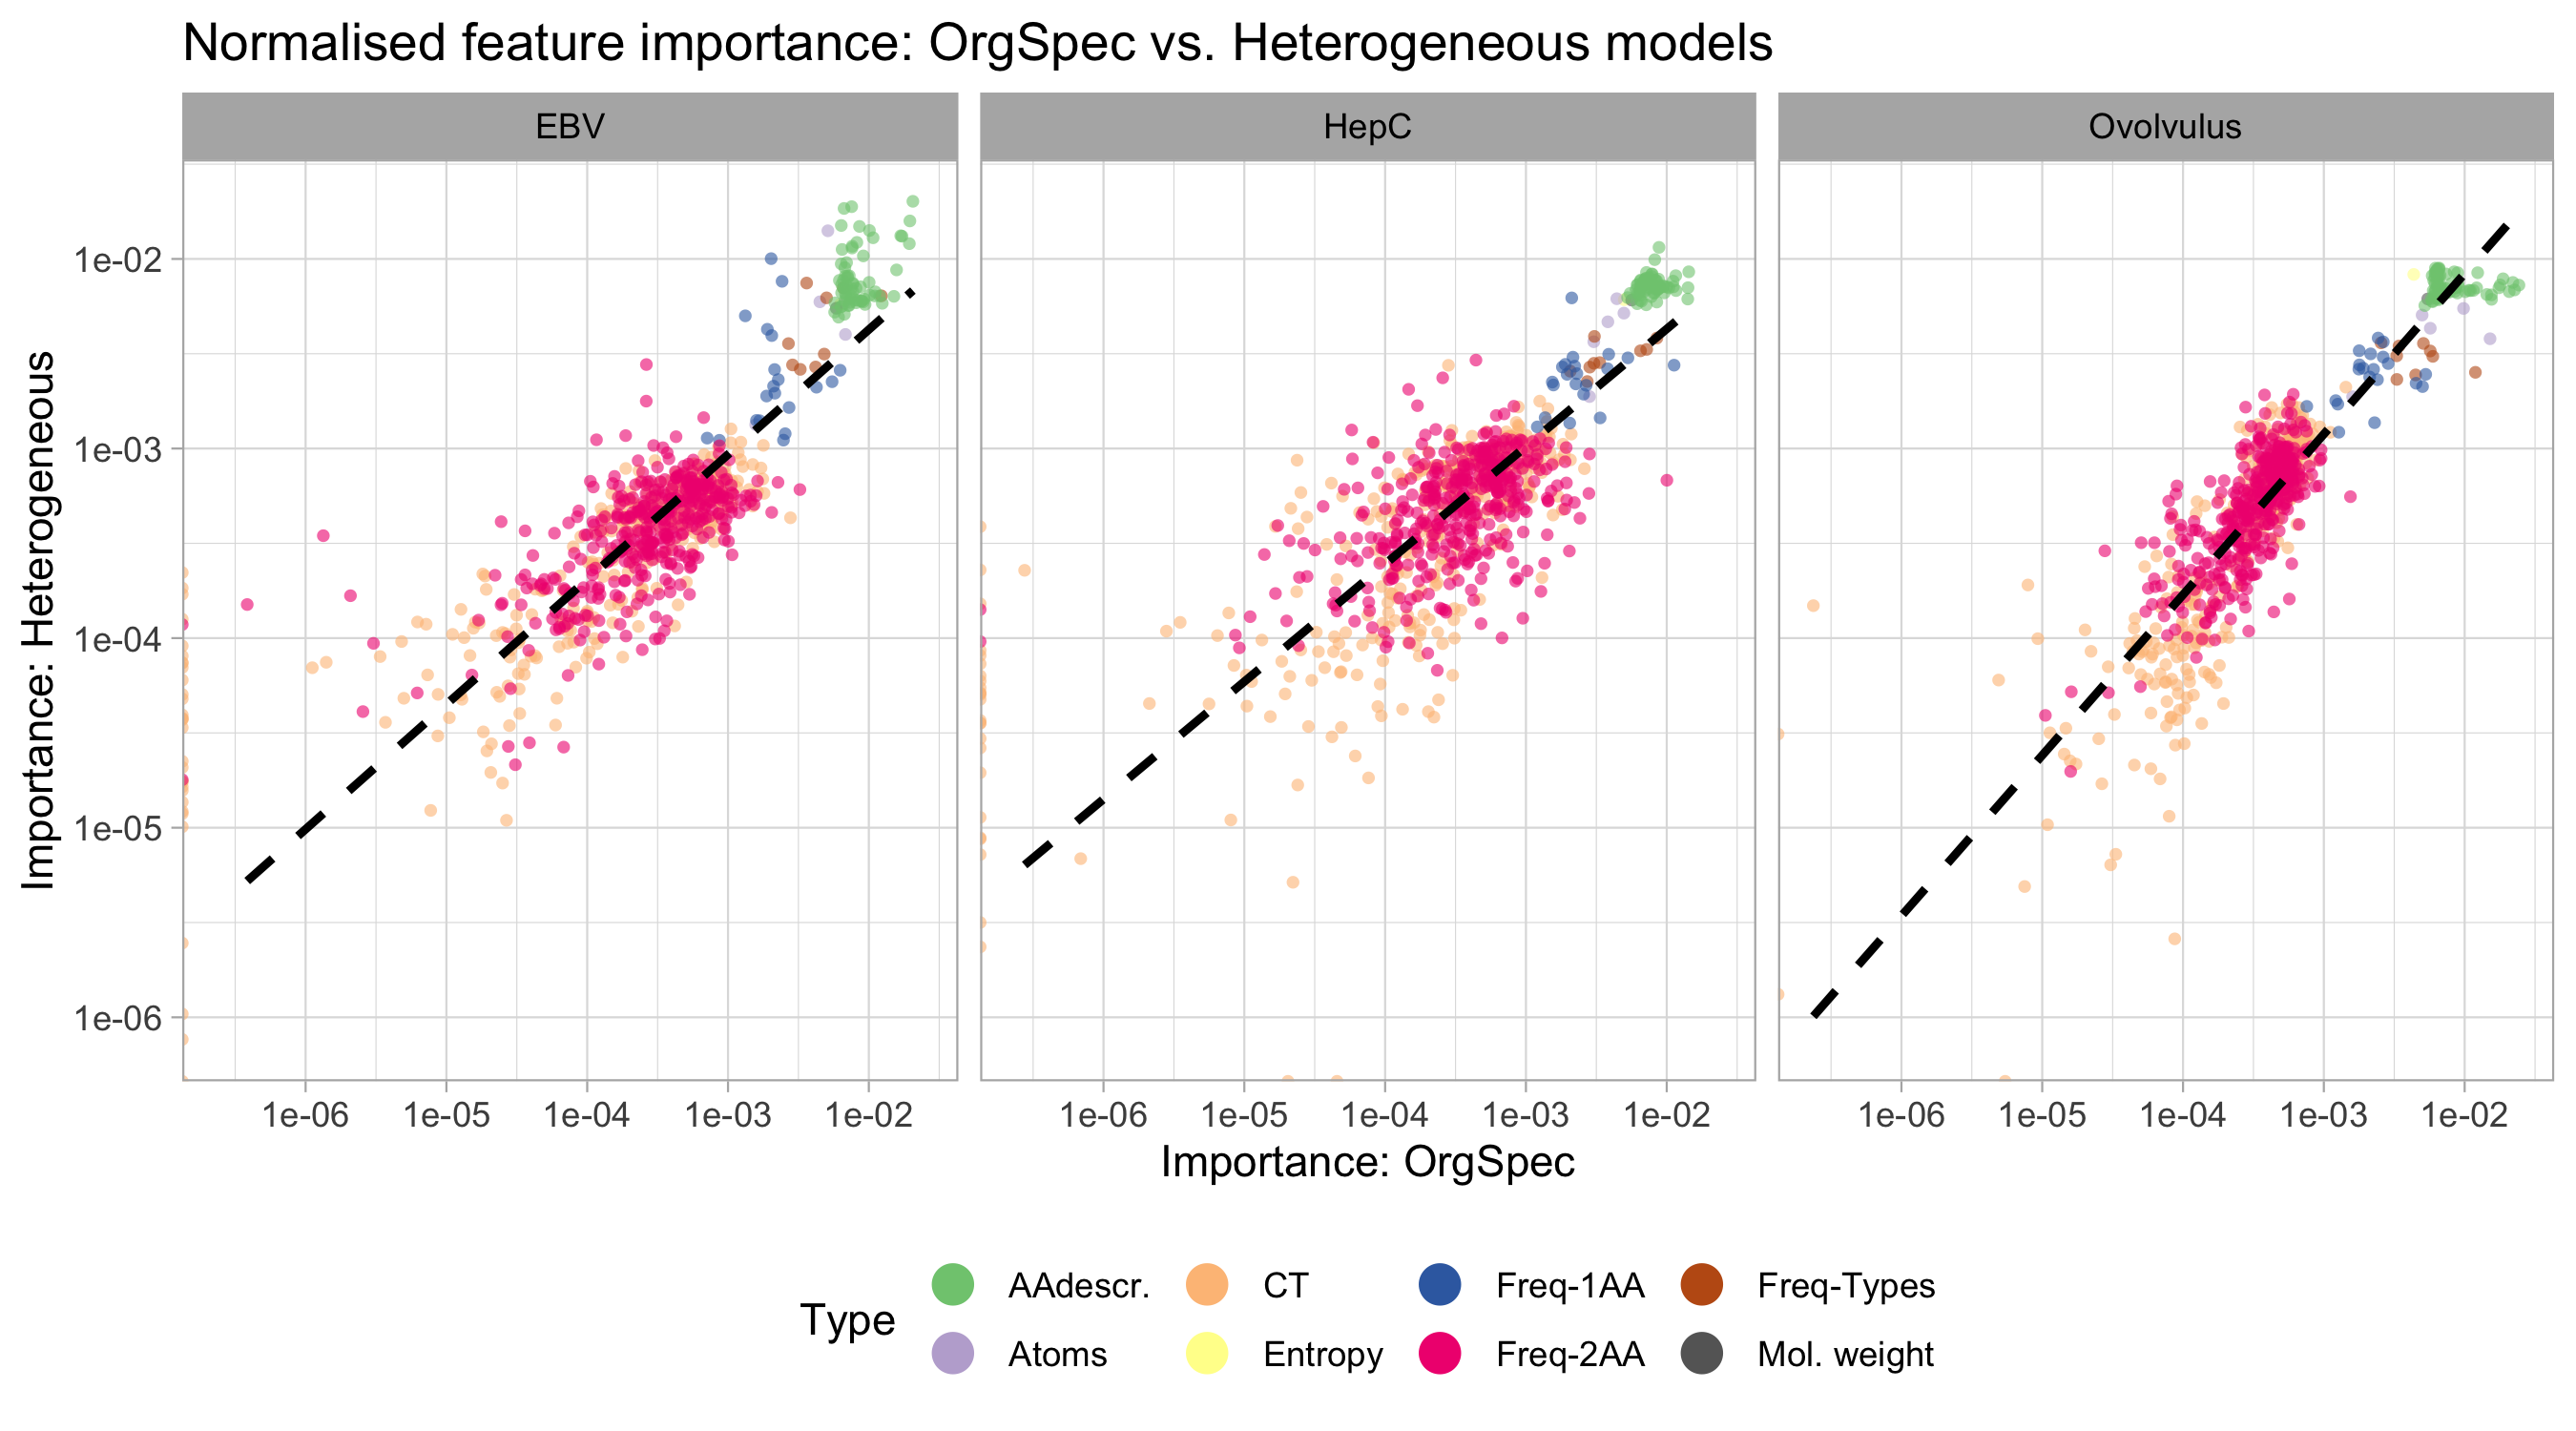 Normalised feature importance: OrgSpec vs. Heterogeneous models
EBV HepC Ovolvulus
Importance: Heterogeneous
1e-02
1e-03
1e-04
1e-05
1e-06
1e-06 1e-05 1e-04 1e-03 1e-02 1e-06 1e-05 1e-04 1e-03 1e-02 1e-06 1e-05 1e-04 1e-03 1e-02
Importance: OrgSpec
Type
AAdescr. CT Freq-1AA Freq-Types
Atoms Entropy Freq-2AA Mol. weight